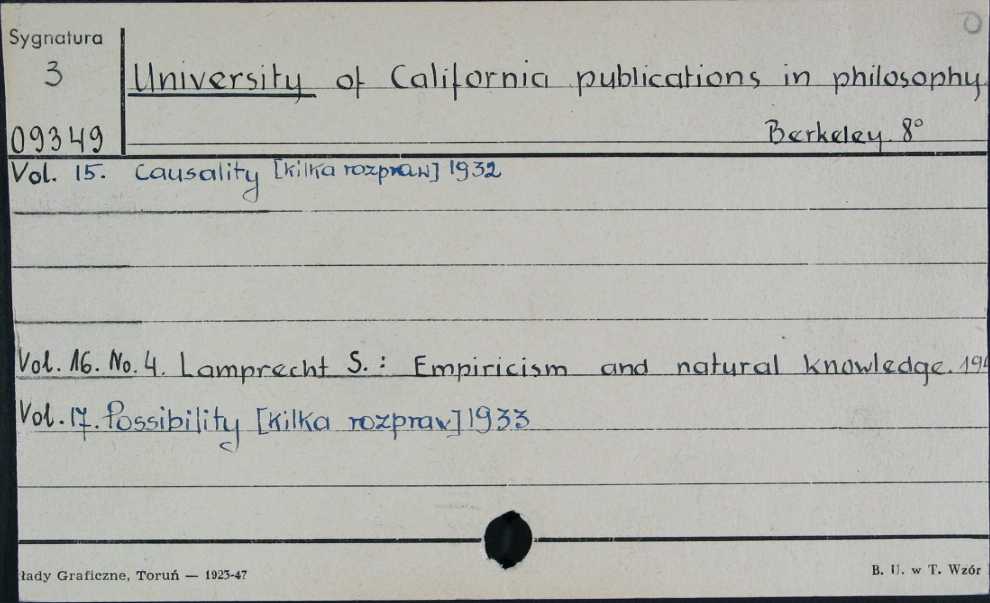 Sygnatura
3
University of California publications in philosophy.
09349
Berkeley. 8°
Vol. 15. Causality [kilka rozpraw] 1932
Vol. 16. No. 4. Lamprecht S.: Empiricism and natural knowledge. 194
Vol. 17. Possibility [kilka rozpraw] 1933
łady Graficzne, Toruń — 1923-47
B. U. w T. Wzór